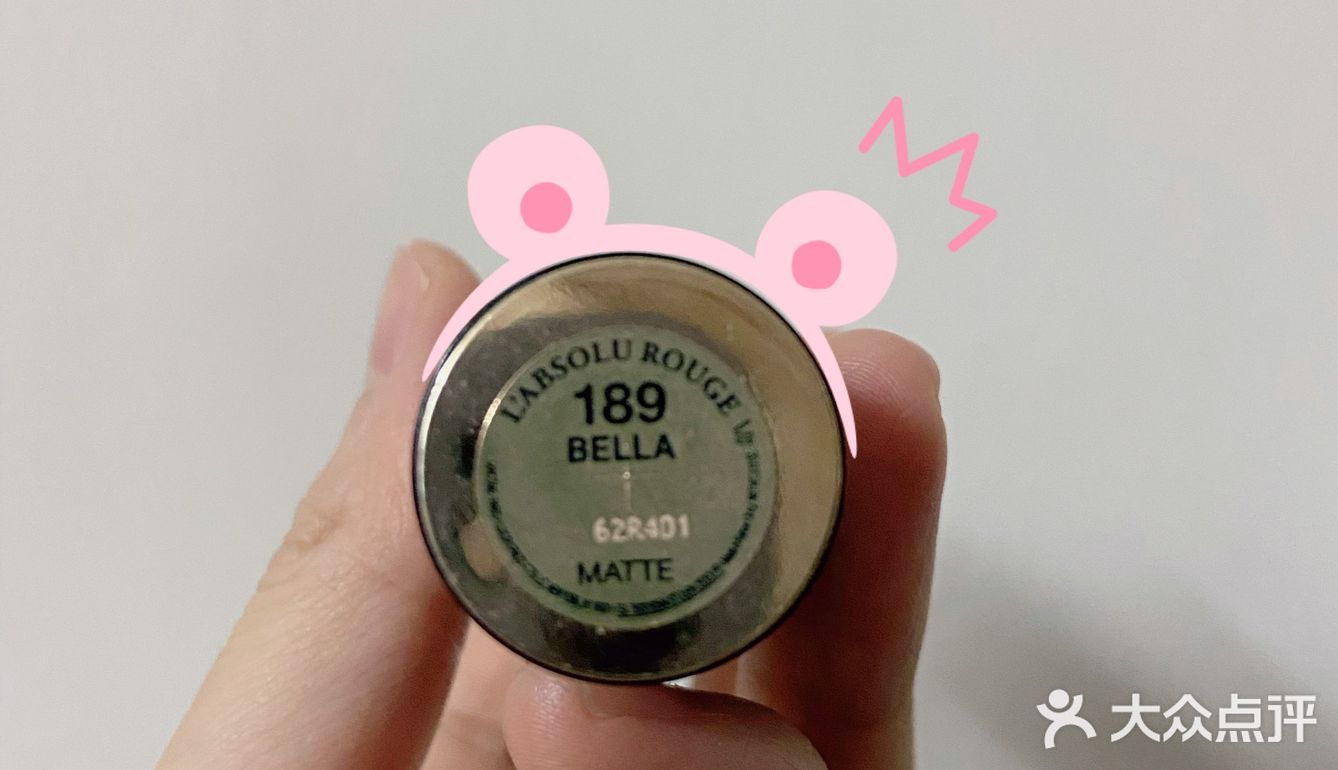 L'ABSOLU ROUGE
189
BELLA
62R401
MATTE
大众点评